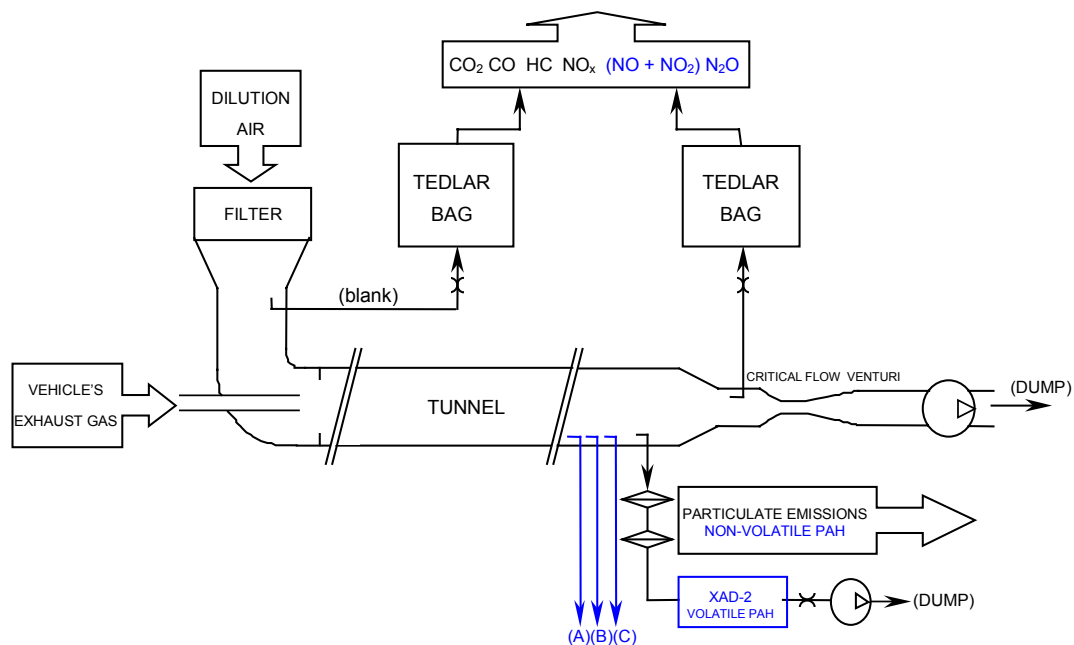 CO₂ CO HC NOₓ (NO + NO₂) N₂O
DILUTION
AIR
TEDLAR
BAG
TEDLAR
BAG
FILTER
(blank)
VEHICLE'S
EXHAUST GAS
TUNNEL
CRITICAL FLOW VENTURI
(DUMP)
PARTICULATE EMISSIONS
NON-VOLATILE PAH
XAD-2
VOLATILE PAH
(DUMP)
(A)(B)(C)